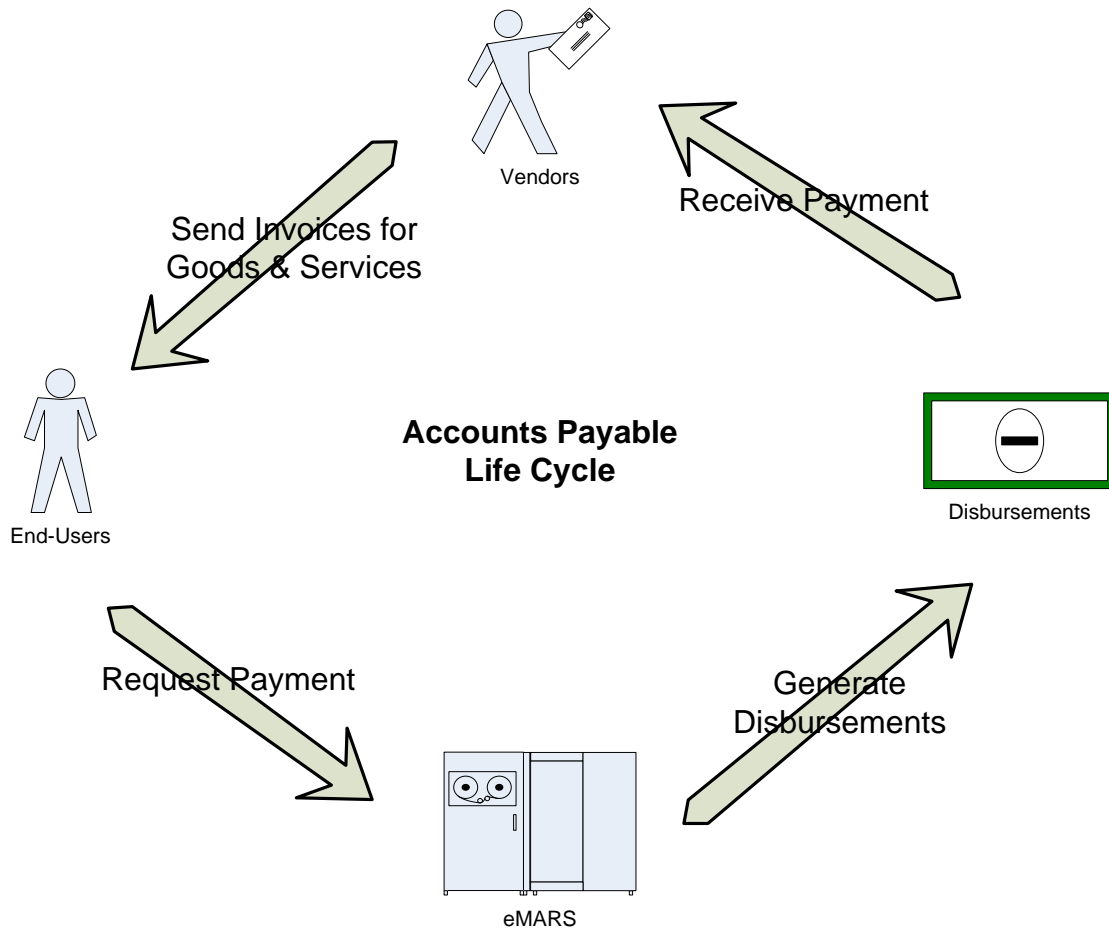 Vendors
Receive Payment
Send Invoices for
Goods & Services
Accounts Payable
Life Cycle
Disbursements
End-Users
Request Payment
Generate
Disbursements
eMARS